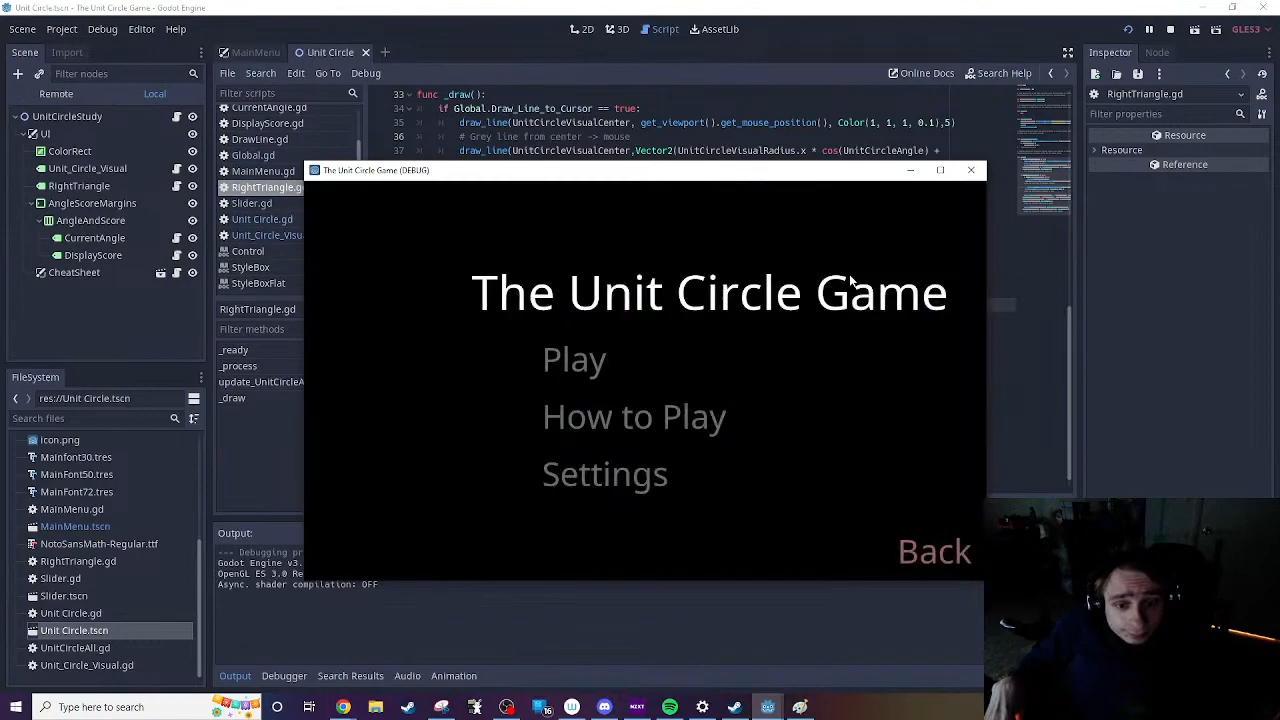 Unit Circle.tscn - The Unit Circle Game - Godot Engine
Scene Project Debug Editor Help
2D 3D Script AssetLib
GLES3
Scene Import
MainMenu Unit Circle
Inspector Node
Filter nodes
File Search Edit Go To Debug
Online Docs Search Help
Remote Local
Filter scripts
RightTriangle.gd
Filter properties
Resource
Resource
Reference
UnitCircleStudy
UI
ColorRect
Unit_Circle_Visual
RightTriangle
AngleScoreMargins
AngleAndScore
CurrentAngle
DisplayScore
CheatSheet
CurrentAngle.gd
DisplayScore.gd
DrawLine.gd
Global.gd
MainMenu.gd
RightTriangle.gd
Slider.gd
Unit Circle.gd
Unit_Circle_Visu
Control
StyleBox
StyleBoxFlat
RightTriangle.gd
Filter methods
_ready
_process
update_UnitCircleA
_draw
33 func _draw():
34 if Global.Draw_Line_to_Cursor == true:
35 draw_line(UnitCircleVisualCenter, get_viewport().get_mouse_position(), Color(1, 1, 1, 0.1),5)
36 # Grey line from center -> mouse
37 draw_line(UnitCircleVisualCenter,Vector2(UnitCircleVisualRadius.x * cos(UnitCircleAngle) +
The Unit Circle Game (DEBUG)
The Unit Circle Game
Play
How to Play
Settings
Back
FileSystem
res://Unit Circle.tscn
Search files
Icon.png
Mainfont30.tres
MainFont50.tres
MainFont72.tres
MainMenu.gd
MainMenu.tscn
NotoSansMath-Regular.ttf
RightTriangle.gd
Slider.gd
Slider.tscn
Unit Circle.gd
Unit Circle.tscn
UnitCircleAll.gd
Unit_Circle_Visual.gd
Output:
--- Debugging pr
Godot Engine v3.
OpenGL ES 3.0 Re
Async. shader compilation: OFF
Output Debugger Search Results Audio Animation
Type here to search
16
NXT